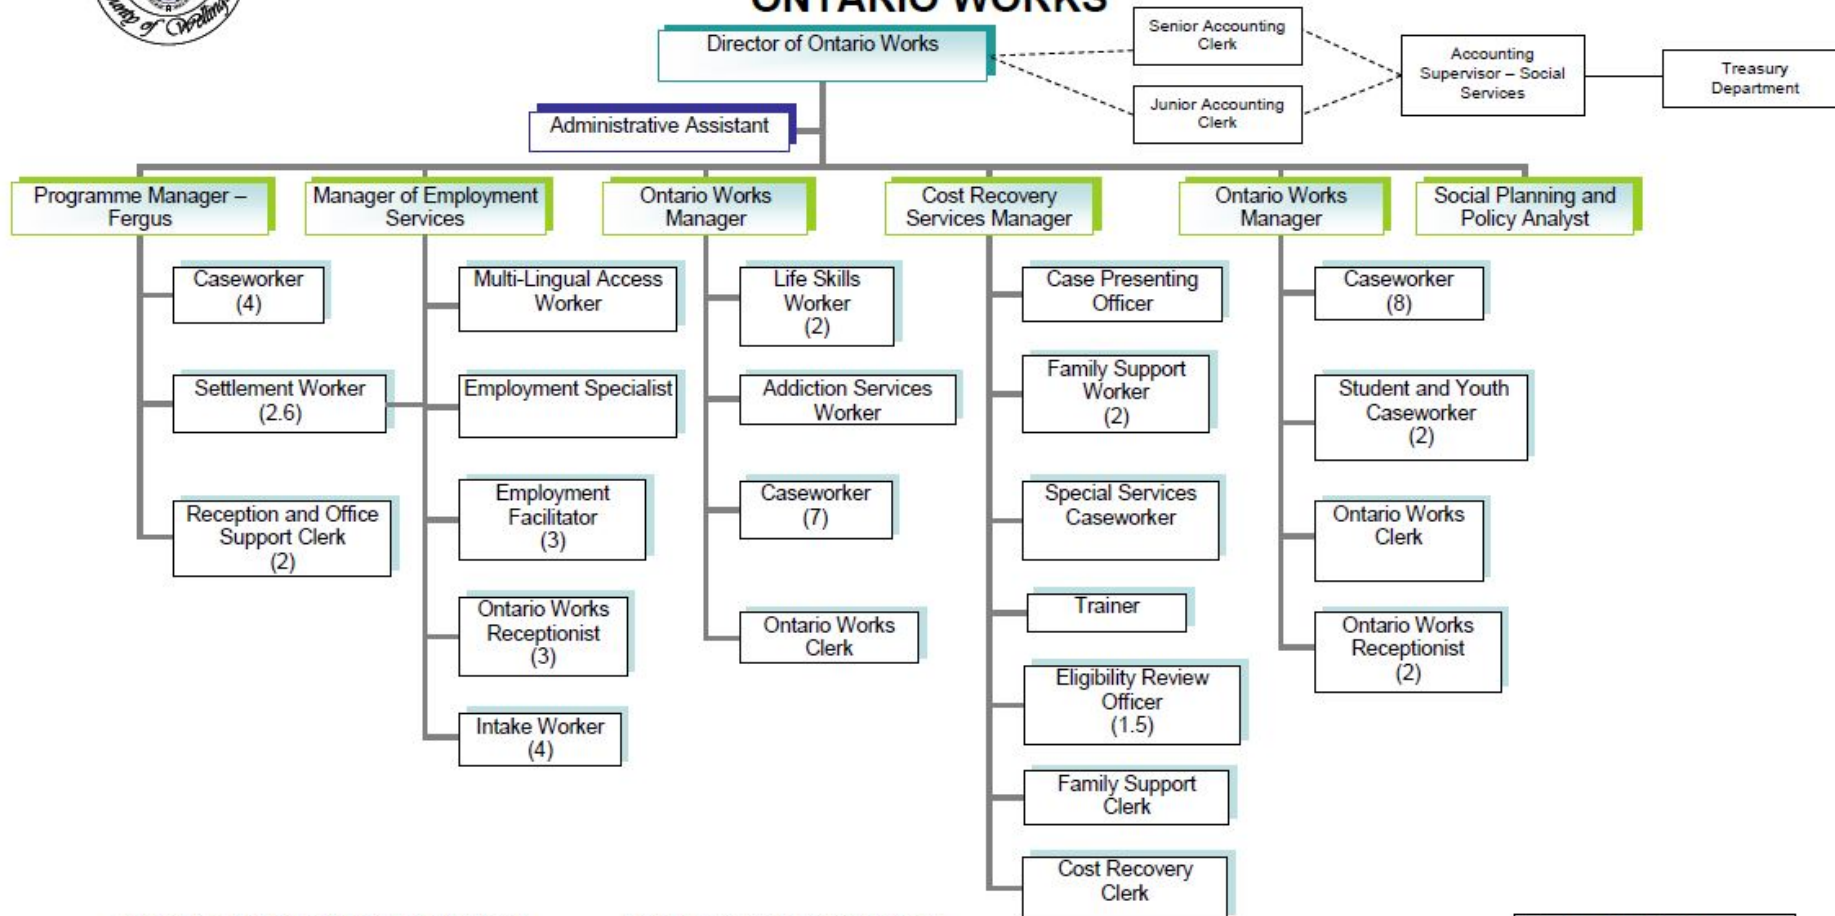 County of Wellington
ONTARIO WORKS
Director of Ontario Works
Senior Accounting
Clerk
Junior Accounting
Clerk
Accounting
Supervisor – Social
Services
Treasury
Department
Administrative Assistant
Programme Manager –
Fergus
Caseworker
(4)
Settlement Worker
(2.6)
Reception and Office
Support Clerk
(2)
Manager of Employment
Services
Multi-Lingual Access
Worker
Employment Specialist
Employment
Facilitator
(3)
Ontario Works
Receptionist
(3)
Intake Worker
(4)
Ontario Works
Manager
Life Skills
Worker
(2)
Addiction Services
Worker
Caseworker
(7)
Ontario Works
Clerk
Cost Recovery
Services Manager
Case Presenting
Officer
Family Support
Worker
(2)
Special Services
Caseworker
Trainer
Eligibility Review
Officer
(1.5)
Family Support
Clerk
Cost Recovery
Clerk
Ontario Works
Manager
Caseworker
(8)
Student and Youth
Caseworker
(2)
Ontario Works
Clerk
Ontario Works
Receptionist
(2)
Social Planning and
Policy Analyst